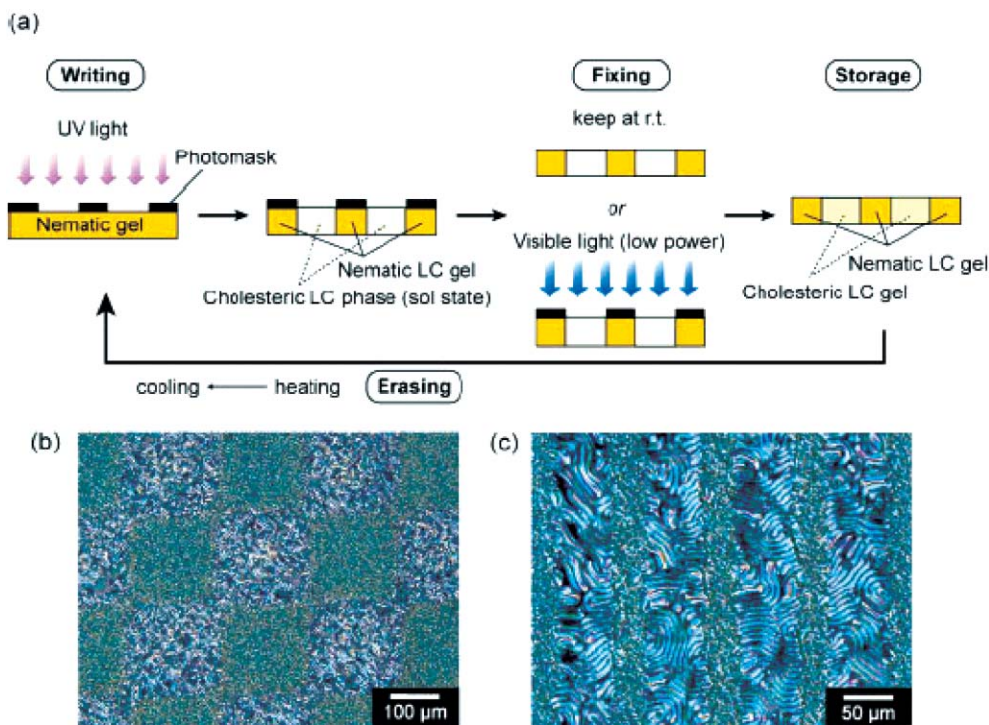 (a)
Writing
Fixing
Storage
UV light
keep at r.t.
Photomask
Nematic gel
or
Visible light (low power)
Nematic LC gel
Cholesteric LC phase (sol state)
Nematic LC gel
Cholesteric LC gel
cooling
heating
Erasing
(b)
(c)
100 µm
50 µm